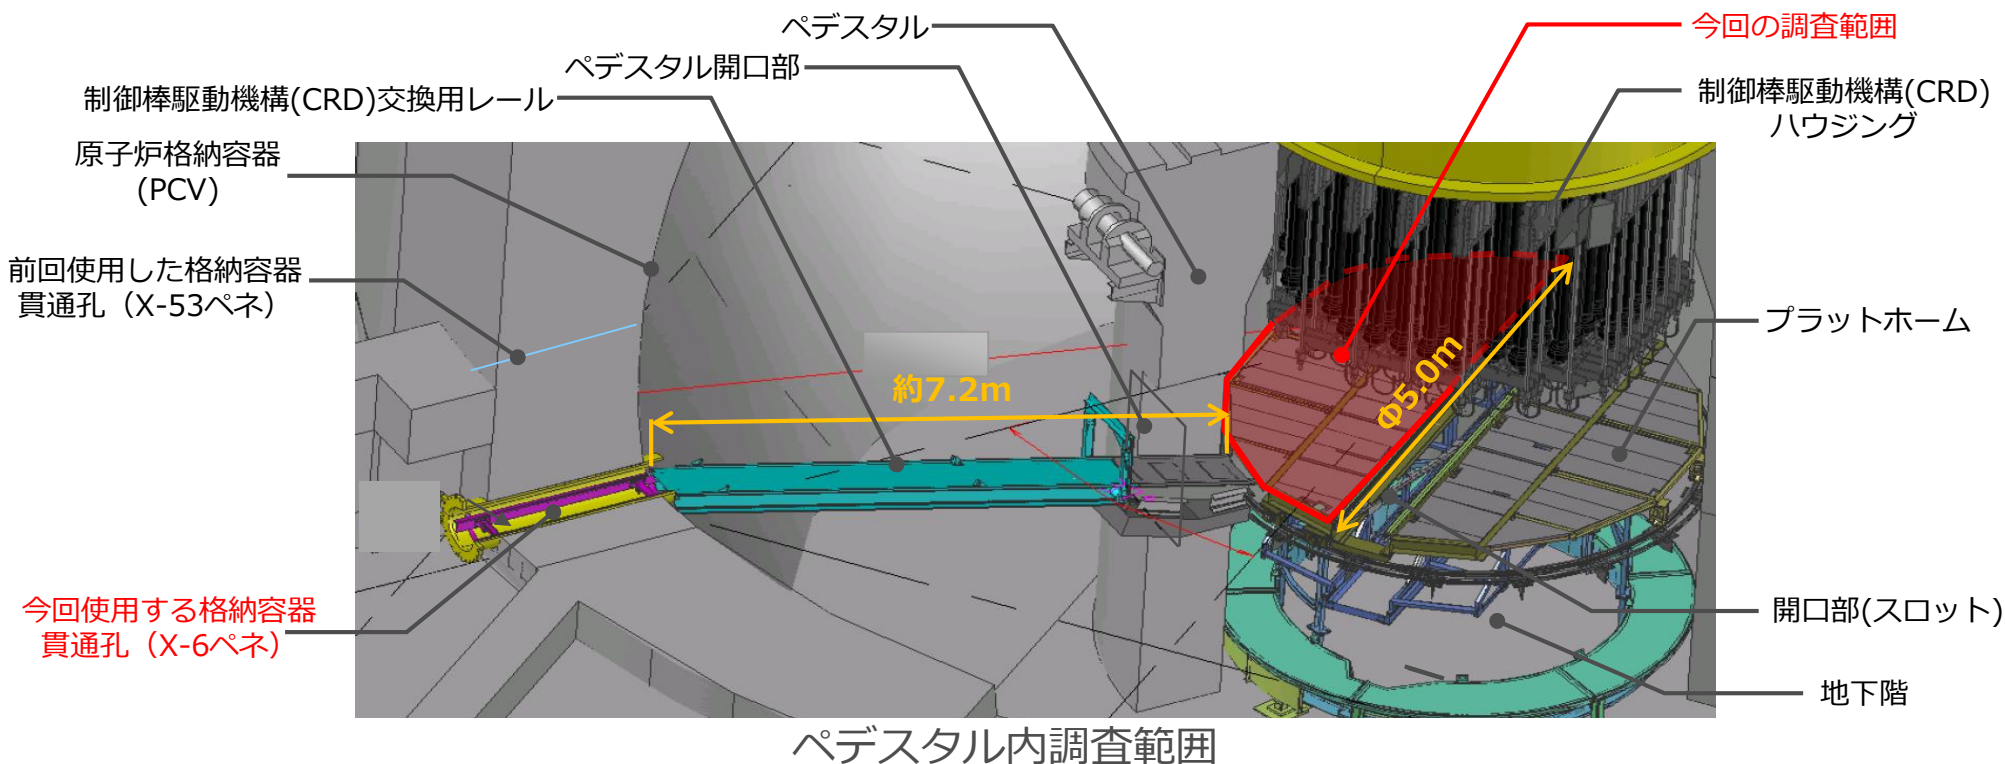 ペデスタル
今回の調査範囲
ペデスタル開口部
制御棒駆動機構(CRD)交換用レール
制御棒駆動機構(CRD)
ハウジング
原子炉格納容器
(PCV)
前回使用した格納容器
貫通孔（X-53ペネ）
プラットホーム
約7.2m
Φ5.0m
今回使用する格納容器
貫通孔（X-6ペネ）
開口部(スロット)
地下階
ペデスタル内調査範囲